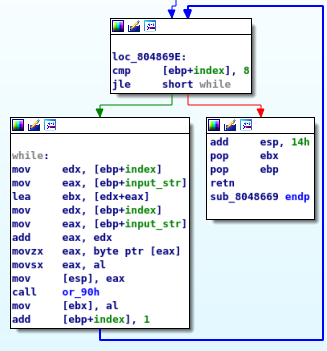 loc_804869E:
cmp [ebp+index], 8
jle short while
while:
mov edx, [ebp+index]
mov eax, [ebp+input_str]
lea ebx, [edx+eax]
mov edx, [ebp+index]
mov eax, [ebp+input_str]
add eax, edx
movzx eax, byte ptr [eax]
movsx eax, al
mov [esp], eax
call or_90h
mov [ebx], al
add [ebp+index], 1
add esp, 14h
pop ebx
pop ebp
retn
sub_8048669 endp